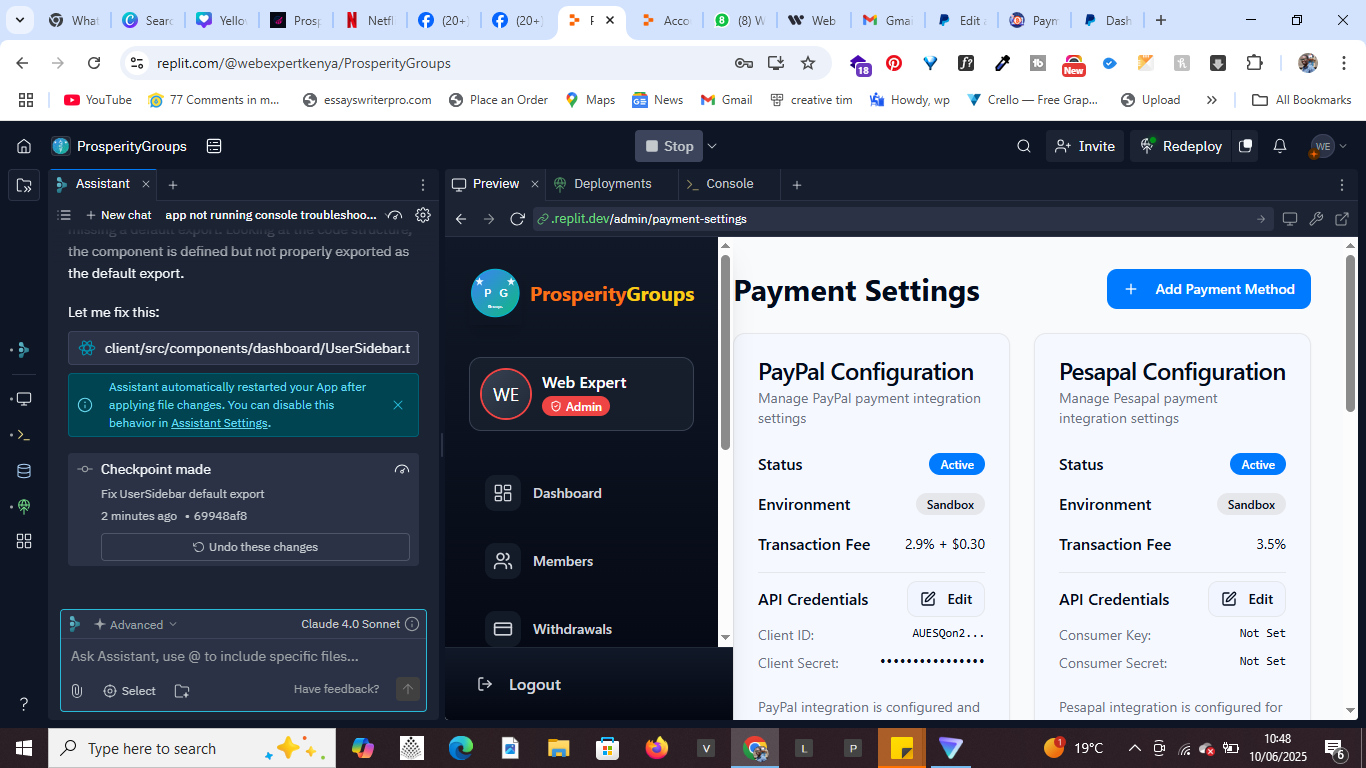 Chat
Sear
Yello
Prosp
Netfl
(20+)
(20+)
P
Acco
(8) W
Web
Gmai
Edit a
Paym
Dash
replit.com/@webexpertkenya/ProsperityGroups
18
f?
New
YouTube
77 Comments in m...
essayswriterpro.com
Place an Order
Maps
News
Gmail
creative tim
Howdy, wp
Crello — Free Grap...
Upload
All Bookmarks
ProsperityGroups
Stop
Invite
Redeploy
WE
Assistant
Preview
Deployments
Console
New chat
app not running console troubleshoo...
.replit.dev/admin/payment-settings
missing a default export. Looking at the code structure,
the component is defined but not properly exported as
the default export.
Let me fix this:
client/src/components/dashboard/UserSidebar.t
Assistant automatically restarted your App after
applying file changes. You can disable this
behavior in Assistant Settings.
Checkpoint made
Fix UserSidebar default export
2 minutes ago • 69948af8
Undo these changes
Advanced
Claude 4.0 Sonnet
Ask Assistant, use @ to include specific files...
Select
Have feedback?
P G
ProsperityGroups
WE
Web Expert
Admin
Dashboard
Members
Withdrawals
Logout
Payment Settings
+ Add Payment Method
PayPal Configuration
Manage PayPal payment integration
settings
Status
Active
Environment
Sandbox
Transaction Fee
2.9% + $0.30
API Credentials
Edit
Client ID:
AUESQon2...
Client Secret:
••••••••••••••••
PayPal integration is configured and
Pesapal Configuration
Manage Pesapal payment
integration settings
Status
Active
Environment
Sandbox
Transaction Fee
3.5%
API Credentials
Edit
Consumer Key:
Not Set
Consumer Secret:
Not Set
Pesapal integration is configured for
Type here to search
V
L
P
1
19°C
10:48
10/06/2025
6